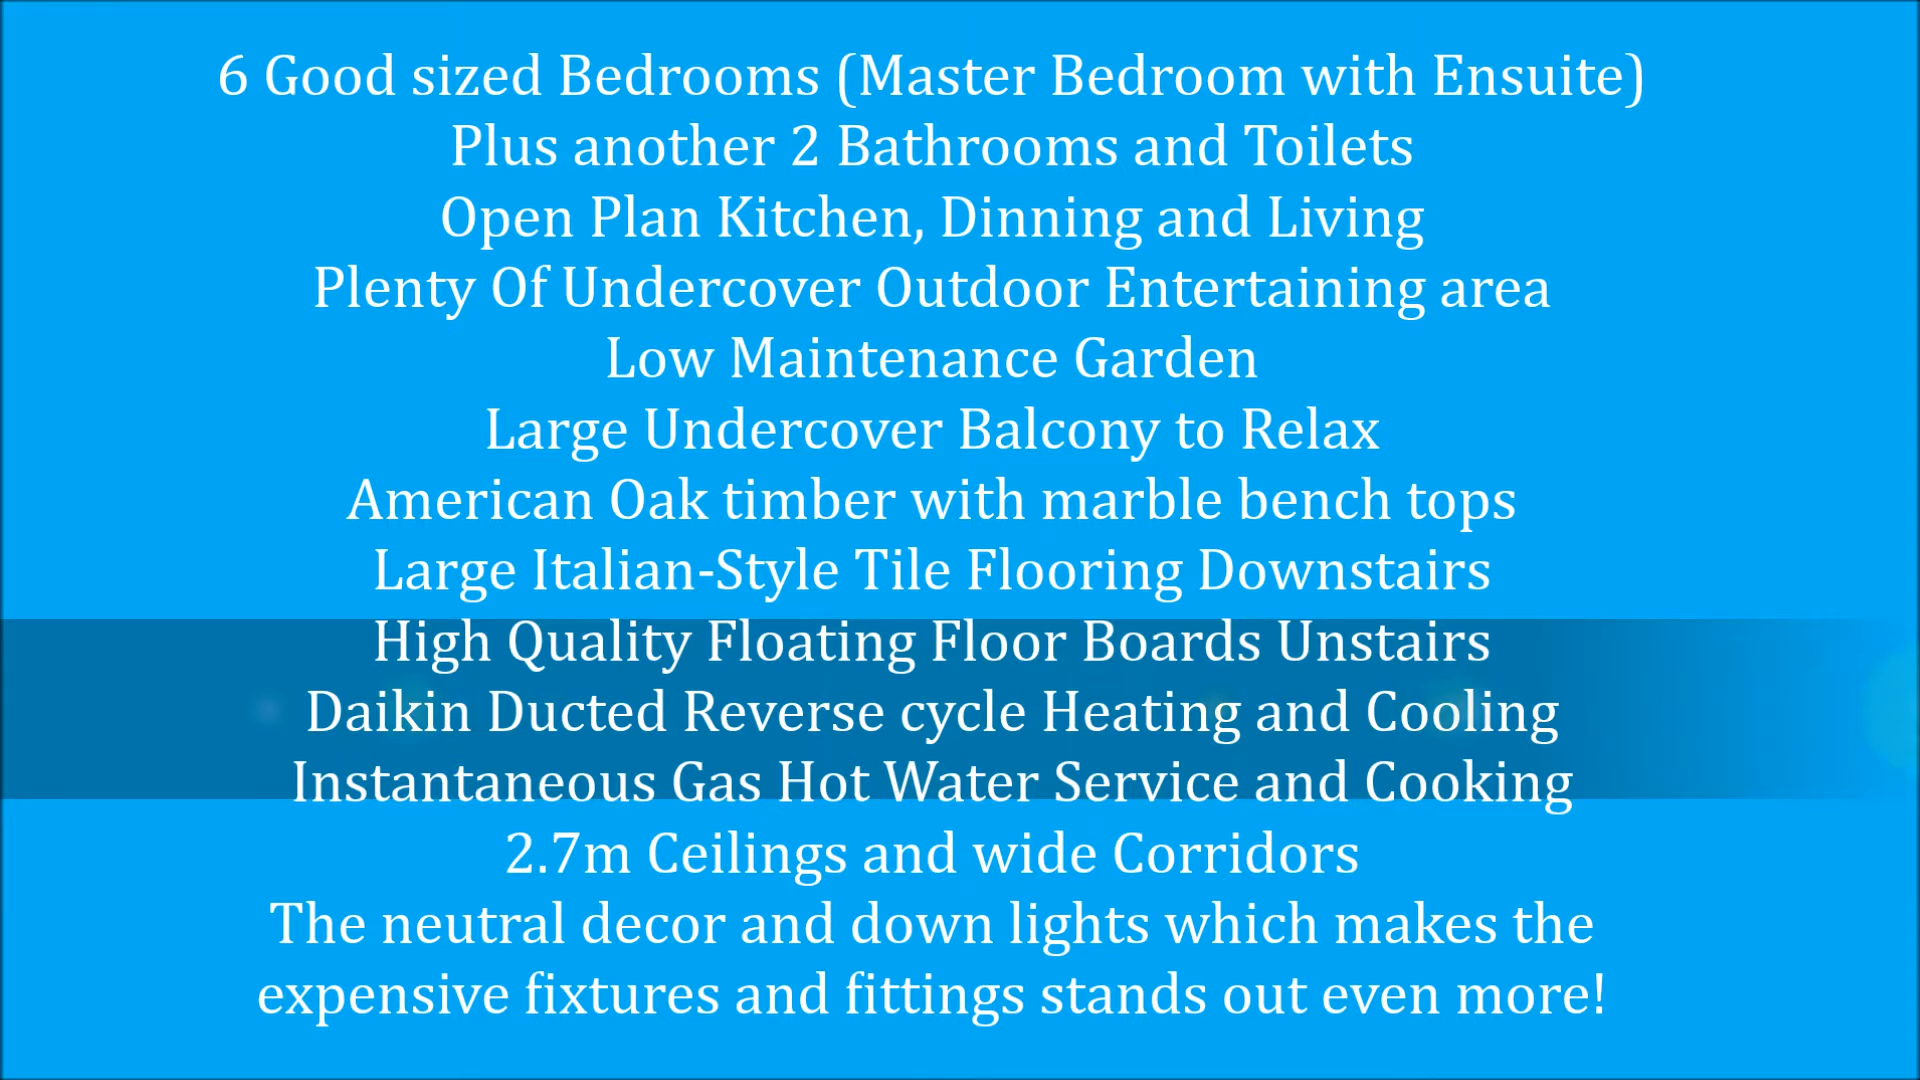 6 Good sized Bedrooms (Master Bedroom with Ensuite)
Plus another 2 Bathrooms and Toilets
Open Plan Kitchen, Dinning and Living
Plenty Of Undercover Outdoor Entertaining area
Low Maintenance Garden
Large Undercover Balcony to Relax
American Oak timber with marble bench tops
Large Italian-Style Tile Flooring Downstairs
High Quality Floating Floor Boards Unstairs
Daikin Ducted Reverse cycle Heating and Cooling
Instantaneous Gas Hot Water Service and Cooking
2.7m Ceilings and wide Corridors
The neutral decor and down lights which makes the
expensive fixtures and fittings stands out even more!